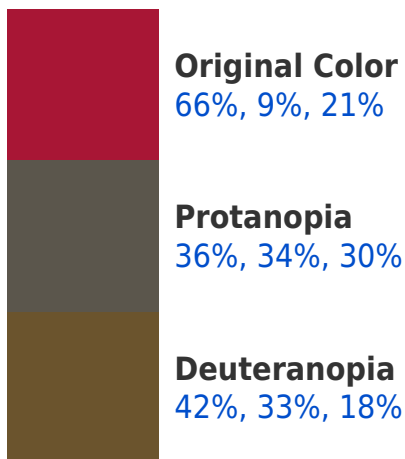 Original Color
66%, 9%, 21%
Protanopia
36%, 34%, 30%
Deuteranopia
42%, 33%, 18%